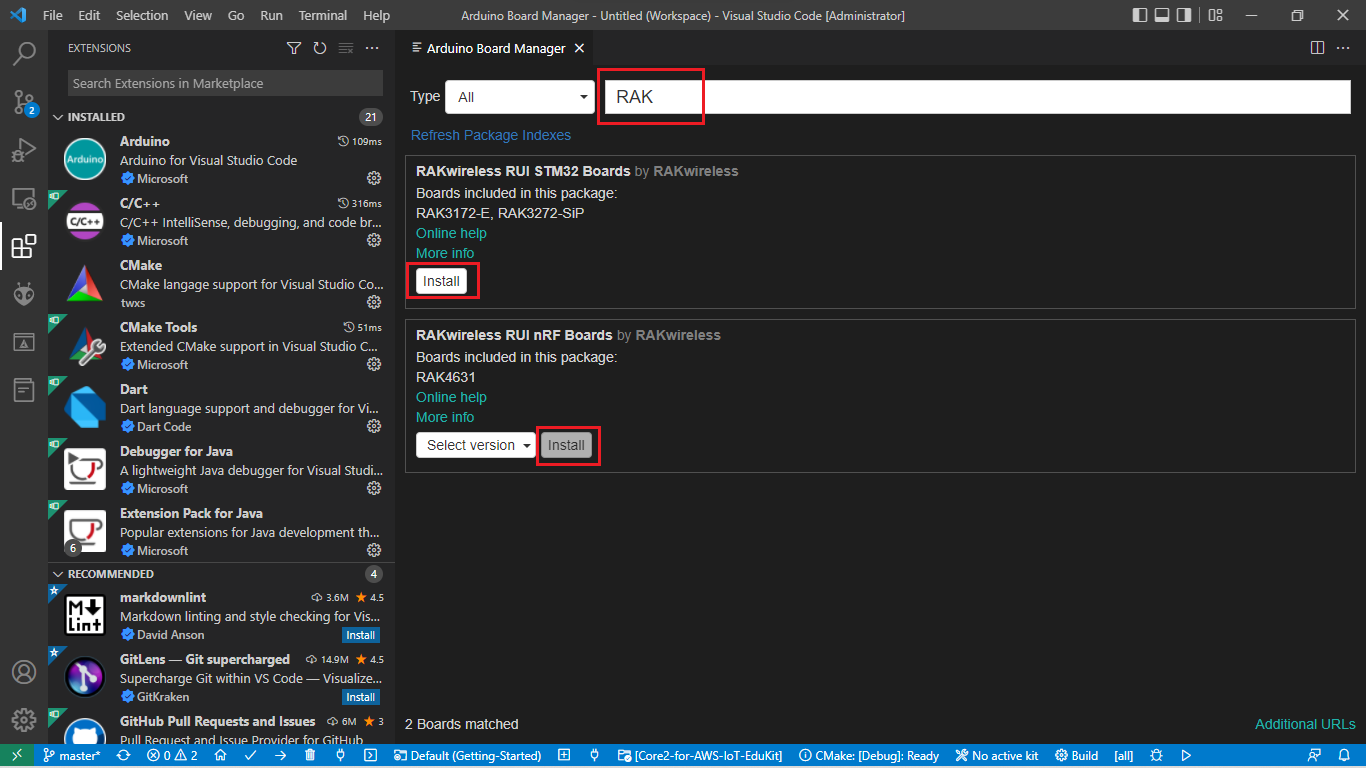 File Edit Selection View Go Run Terminal Help
Arduino Board Manager - Untitled (Workspace) - Visual Studio Code [Administrator]
EXTENSIONS
Search Extensions in Marketplace
INSTALLED 21
Arduino 109ms
Arduino
Arduino for Visual Studio Code
Microsoft
C/C++ 316ms
C/C++
C/C++ IntelliSense, debugging, and code br...
Microsoft
CMake
CMake langage support for Visual Studio Co...
twxs
CMake Tools 51ms
Extended CMake support in Visual Studio C...
Microsoft
Dart
Dart language support and debugger for Vi...
Dart Code
Debugger for Java
A lightweight Java debugger for Visual Studi...
Microsoft
Extension Pack for Java
Popular extensions for Java development th...
6
Microsoft
RECOMMENDED 4
markdownlint 3.6M 4.5
M Lint
Markdown linting and style checking for Vis...
David Anson Install
GitLens — Git supercharged 14.9M 4.5
Supercharge Git within VS Code — Visualize...
GitKraken Install
GitHub Pull Requests and Issues 6M 3
Pull Request and Issue Provider for GitHub
2
Arduino Board Manager
Type All RAK
Refresh Package Indexes
RAKwireless RUI STM32 Boards by RAKwireless
Boards included in this package:
RAK3172-E, RAK3272-SiP
Online help
More info
Install
RAKwireless RUI nRF Boards by RAKwireless
Boards included in this package:
RAK4631
Online help
More info
Select version Install
2 Boards matched Additional URLs
master* 0 2 Default (Getting-Started) [Core2-for-AWS-IoT-EduKit] CMake: [Debug]: Ready No active kit Build [all]